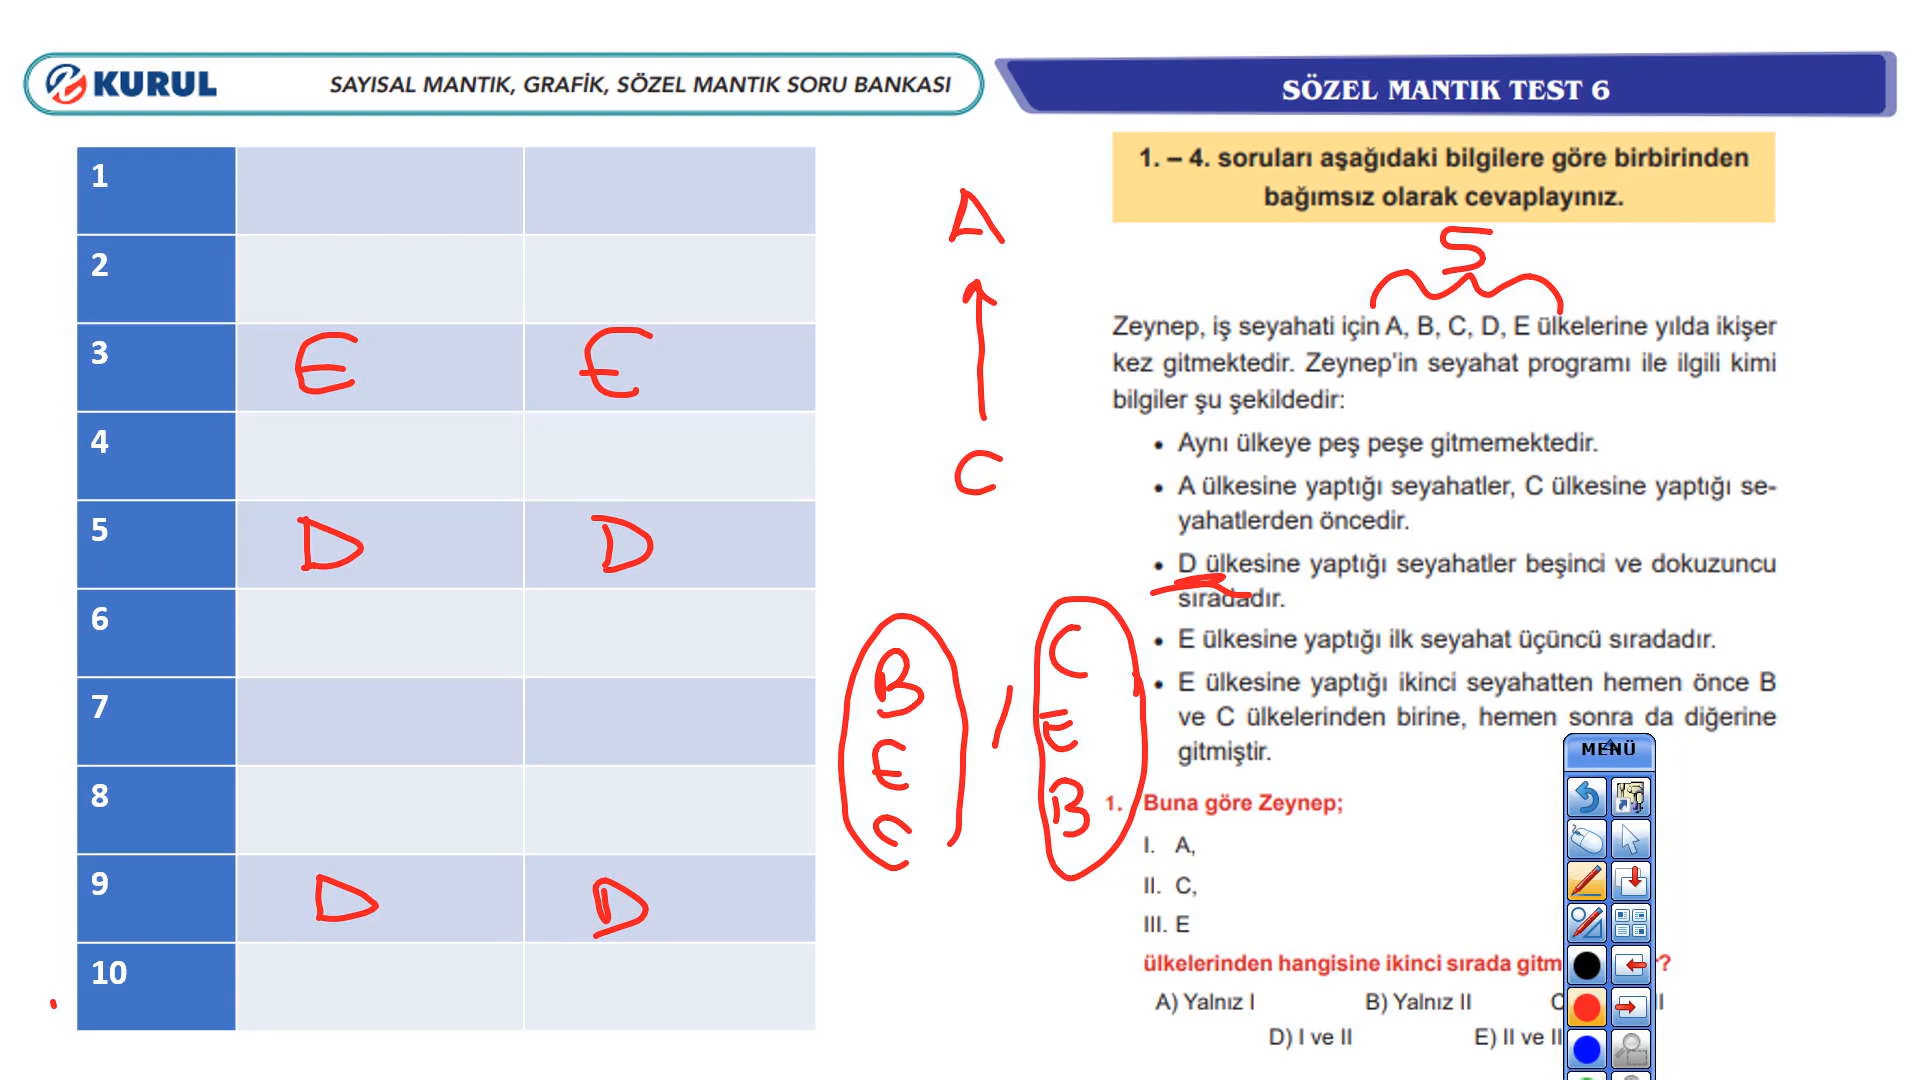 KURUL
SAYISAL MANTIK, GRAFİK, SÖZEL MANTIK SORU BANKASI
SÖZEL MANTIK TEST 6
1
2
3 E E
4
5 D D
6
7
8
9 D D
10
A
C
B
E
C
C
E
B
1. – 4. soruları aşağıdaki bilgilere göre birbirinden
bağımsız olarak cevaplayınız.
5
Zeynep, iş seyahati için A, B, C, D, E ülkelerine yılda ikişer
kez gitmektedir. Zeynep'in seyahat programı ile ilgili kimi
bilgiler şu şekildedir:
• Aynı ülkeye peş peşe gitmemektedir.
• A ülkesine yaptığı seyahatler, C ülkesine yaptığı se-
yahatlerden öncedir.
• D ülkesine yaptığı seyahatler beşinci ve dokuzuncu
sıradadır.
• E ülkesine yaptığı ilk seyahat üçüncü sıradadır.
• E ülkesine yaptığı ikinci seyahatten hemen önce B
ve C ülkelerinden birine, hemen sonra da diğerine
gitmiştir.
MENÜ
1. Buna göre Zeynep;
I. A,
II. C,
III. E
ülkelerinden hangisine ikinci sırada gitm ?
A) Yalnız I B) Yalnız II
D) I ve II E) II ve